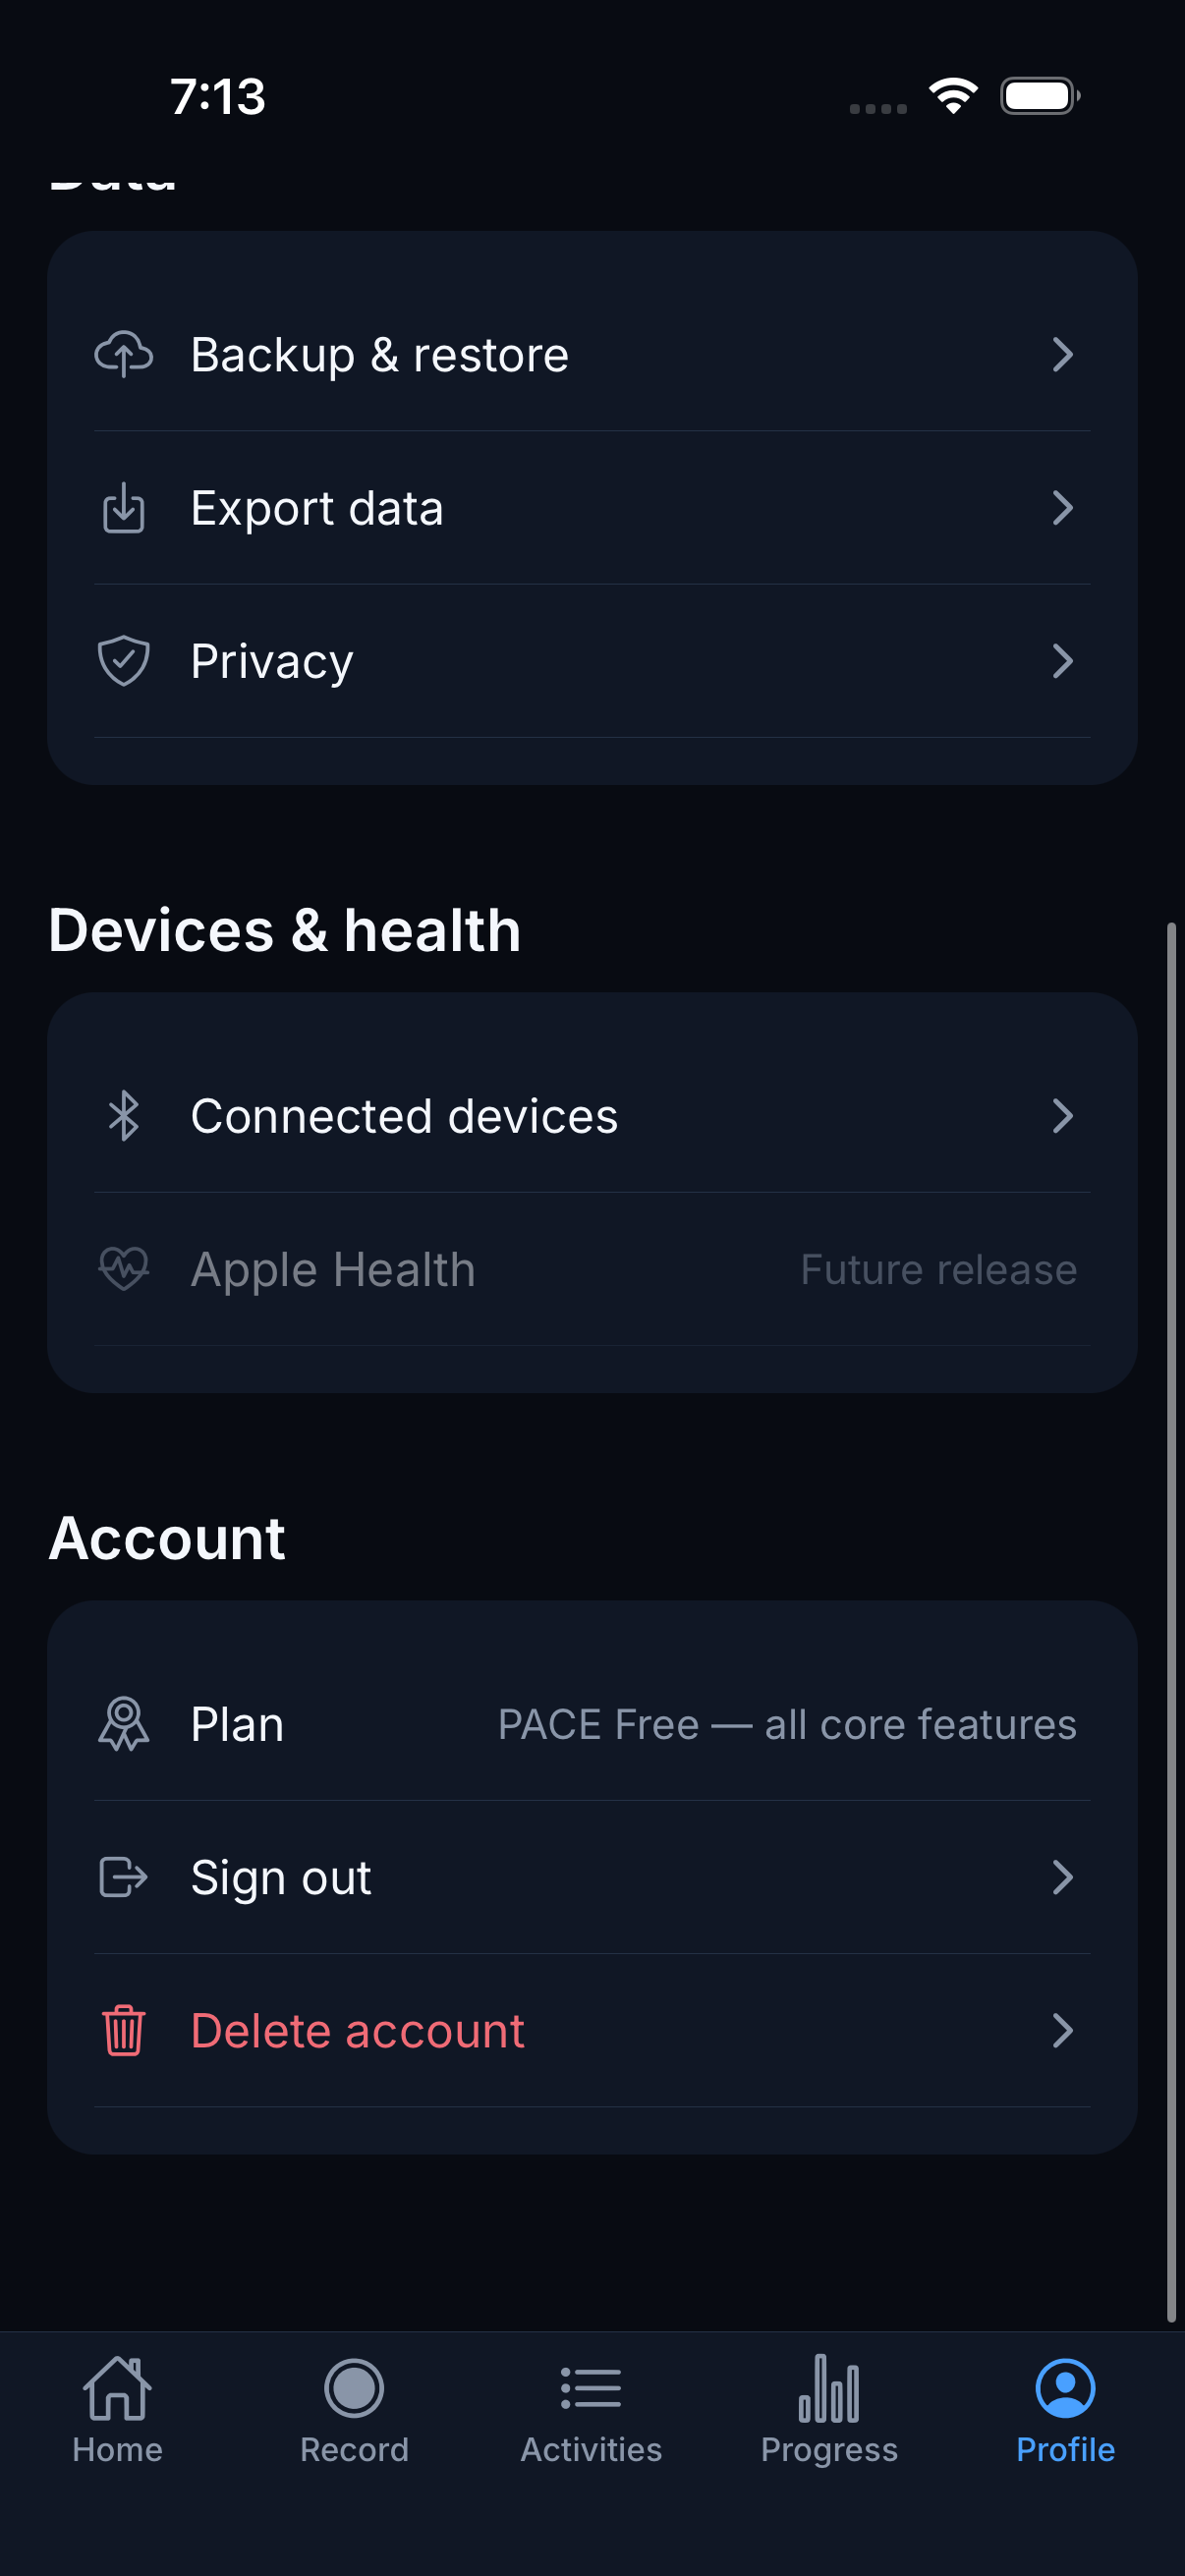 7:13
Data
Backup & restore
Export data
Privacy
Devices & health
Connected devices
Apple Health
Future release
Account
Plan
PACE Free — all core features
Sign out
Delete account
Home
Record
Activities
Progress
Profile